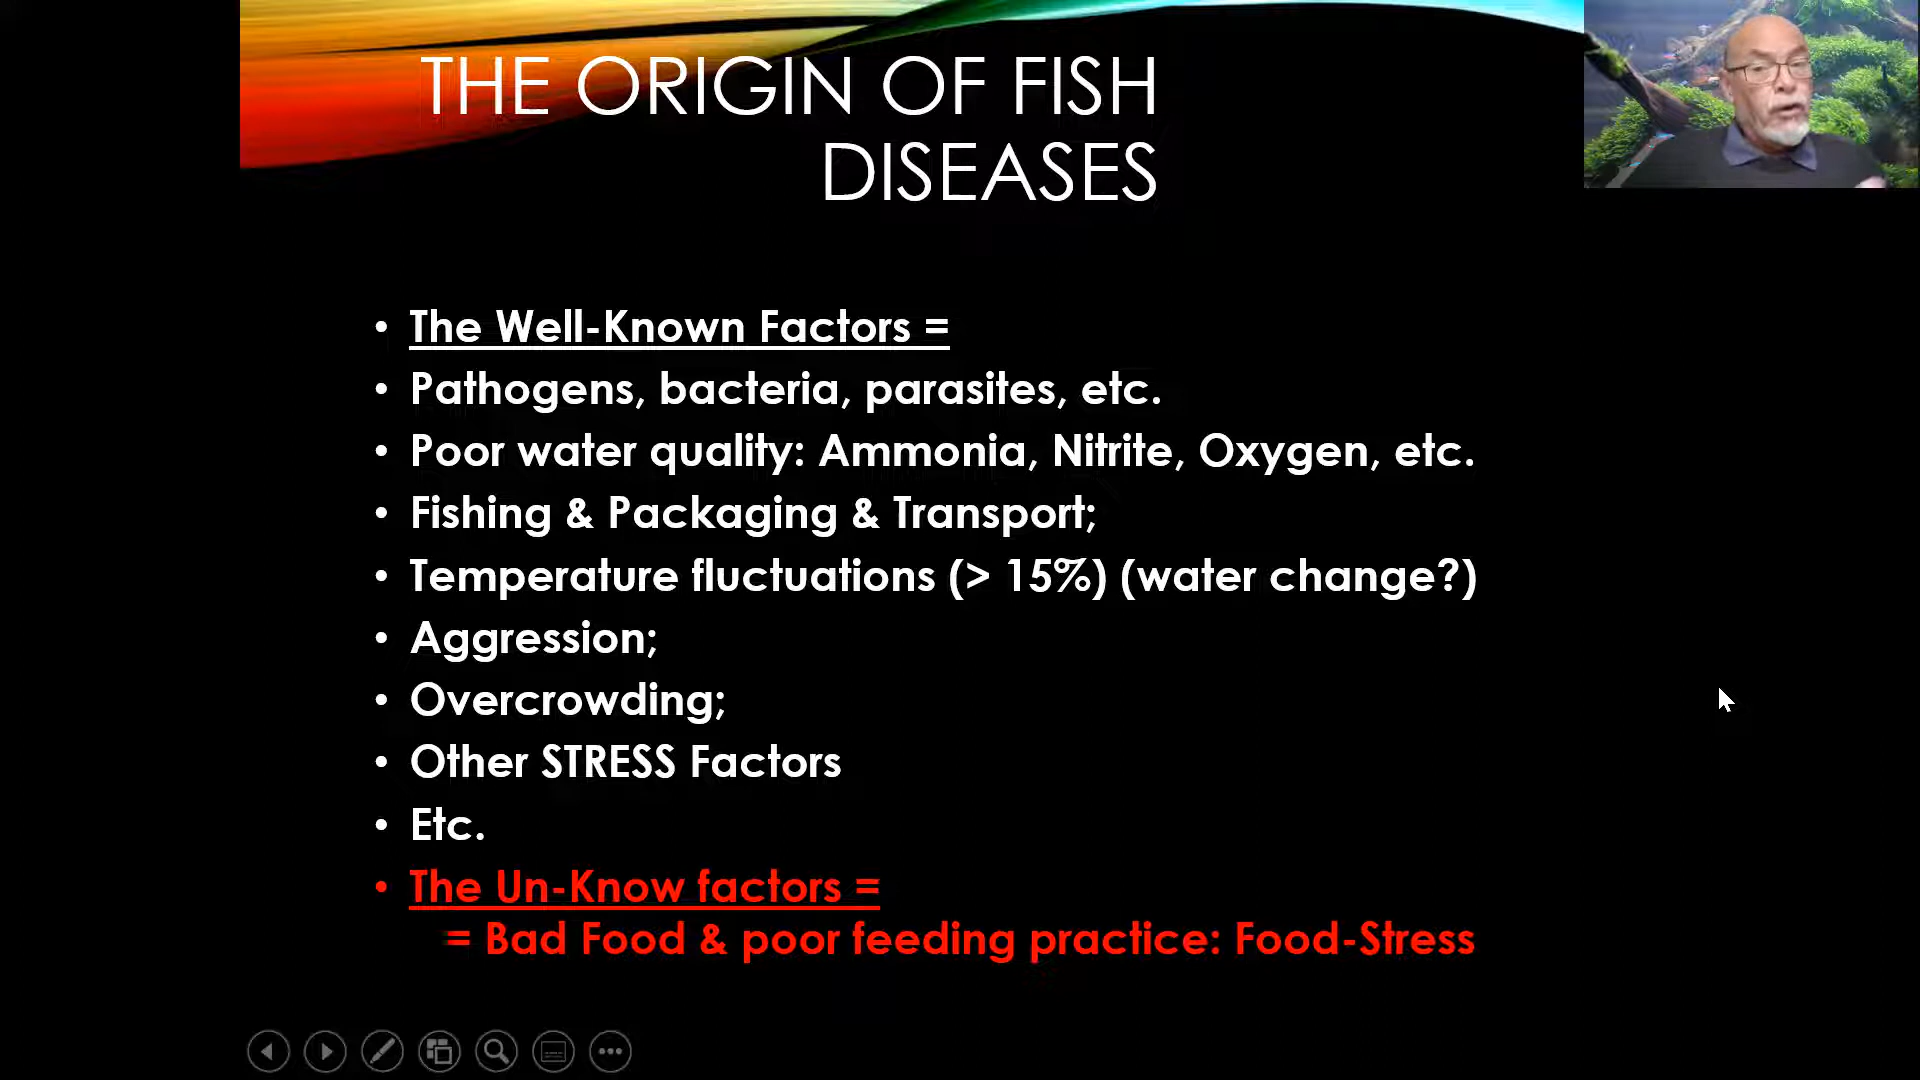 THE ORIGIN OF FISH
DISEASES
• The Well-Known Factors =
• Pathogens, bacteria, parasites, etc.
• Poor water quality: Ammonia, Nitrite, Oxygen, etc.
• Fishing & Packaging & Transport;
• Temperature fluctuations (> 15%) (water change?)
• Aggression;
• Overcrowding;
• Other STRESS Factors
• Etc.
• The Un-Know factors =
= Bad Food & poor feeding practice: Food-Stress